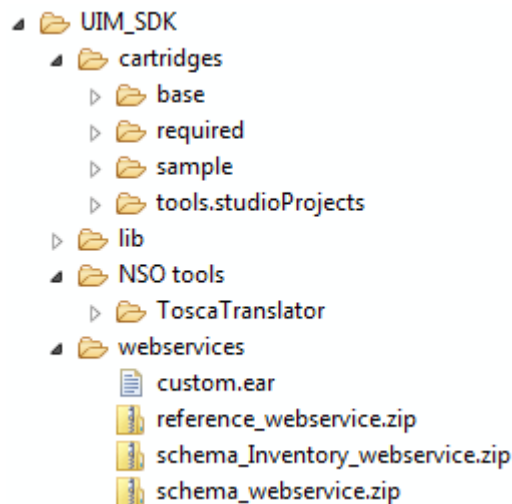 UIM_SDK
cartridges
base
required
sample
tools.studioProjects
lib
NSO tools
ToscaTranslator
webservices
custom.ear
reference_webservice.zip
schema_Inventory_webservice.zip
schema_webservice.zip